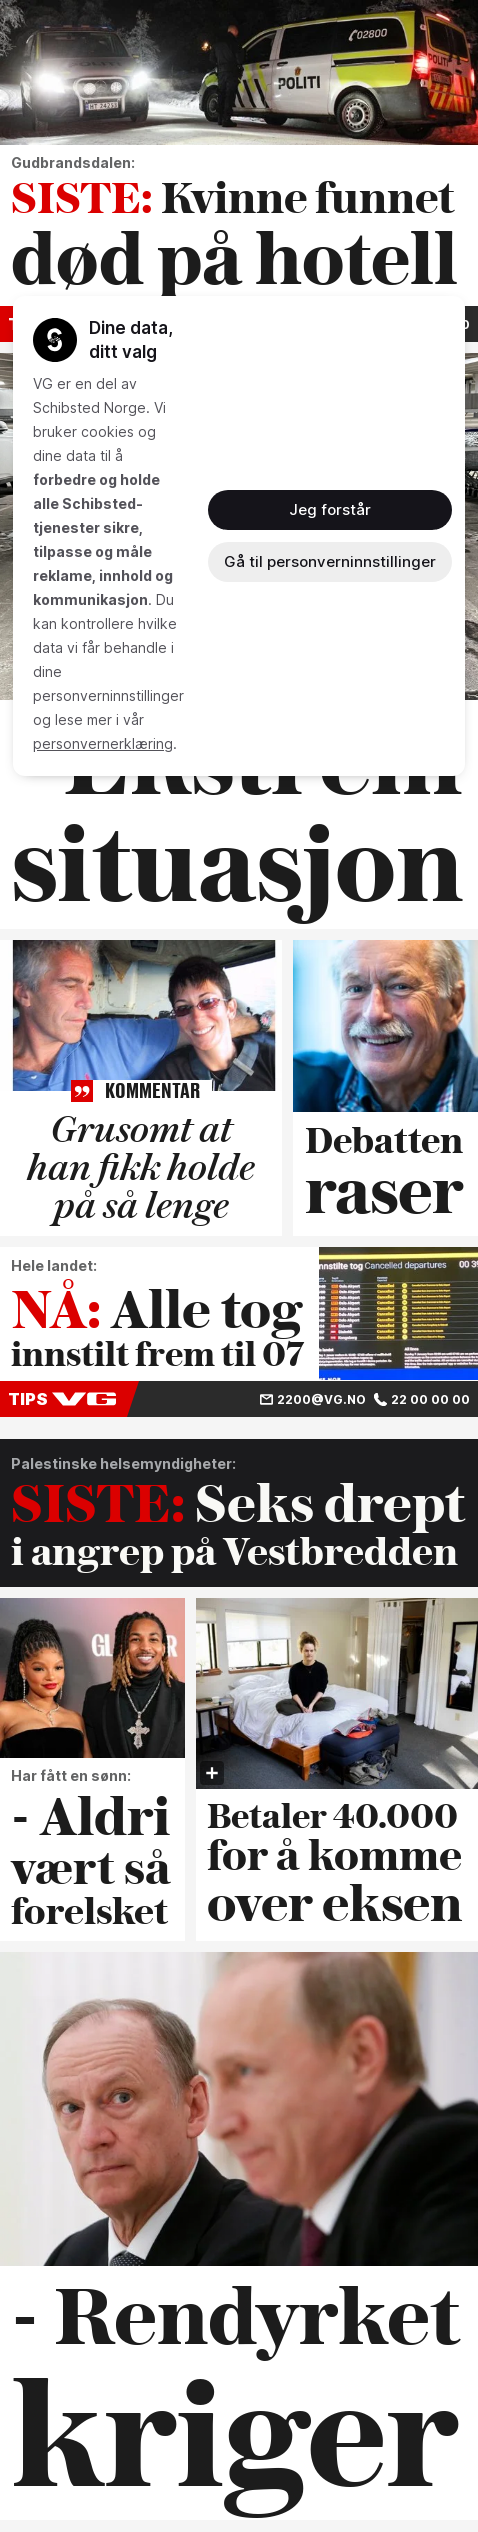 02800
POLITI
POLITI
Gudbrandsdalen:
SISTE: Kvinne funnet
død på hotell
Dine data,
ditt valg
VG er en del av
Schibsted Norge. Vi
bruker cookies og
dine data til å
forbedre og holde
alle Schibsted-
tjenester sikre,
tilpasse og måle
reklame, innhold og
kommunikasjon. Du
kan kontrollere hvilke
data vi får behandle i
dine
personverninnstillinger
og lese mer i vår
personvernerklæring.
Jeg forstår
Gå til personverninnstillinger
situasjon
KOMMENTAR
Grusomt at
han fikk holde
på så lenge
Debatten
raser
Hele landet:
NÅ: Alle tog
innstilt frem til 07
nnstilte tog Cancelled departures
TIPS VG
2200@VG.NO 22 00 00 00
Palestinske helsemyndigheter:
SISTE: Seks drept
i angrep på Vestbredden
Har fått en sønn:
- Aldri
vært så
forelsket
Betaler 40.000
for å komme
over eksen
- Rendyrket
kriger